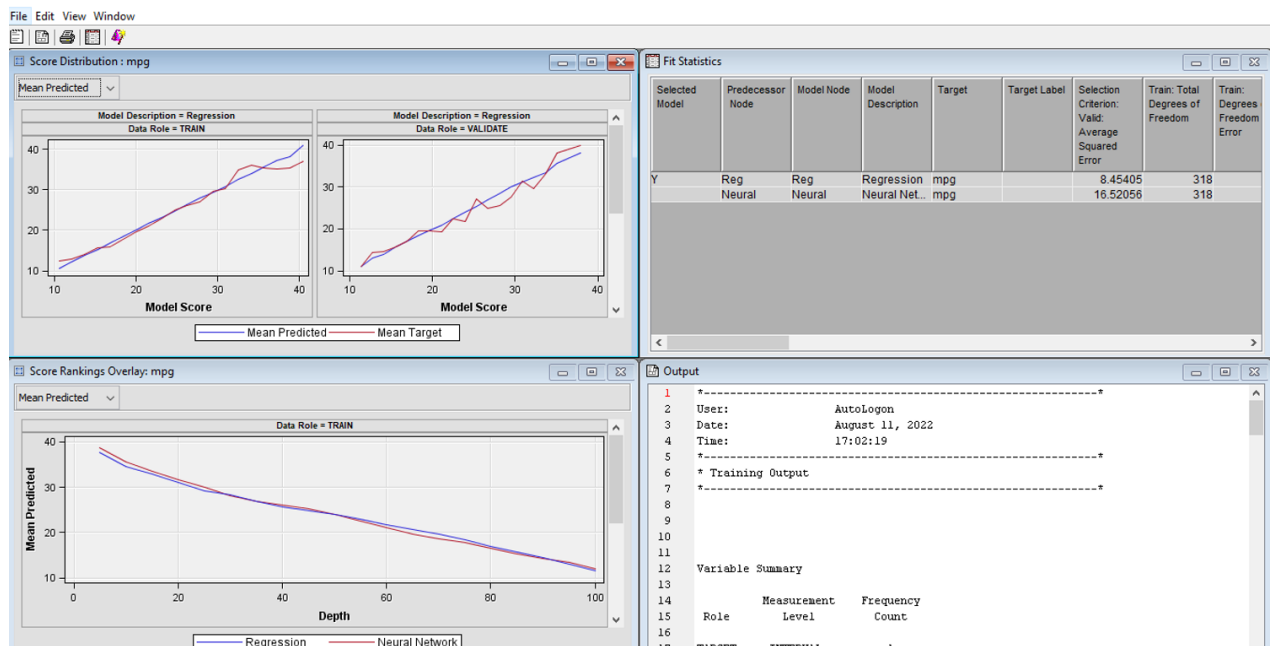 File Edit View Window
Score Distribution : mpg
Mean Predicted
Model Description = Regression
Data Role = TRAIN
40
30
20
10
10 20 30 40
Model Score
Model Description = Regression
Data Role = VALIDATE
40
30
20
10
10 20 30 40
Model Score
Mean Predicted Mean Target
Fit Statistics
Selected Model Predecessor Node Model Node Model Description Target Target Label Selection Criterion: Valid: Average Squared Error Train: Total Degrees of Freedom Train: Degrees Freedom Error
Y Reg Reg Regression mpg 8.45405 318
Neural Neural Neural Net... mpg 16.52056 318
Score Rankings Overlay: mpg
Mean Predicted
Data Role = TRAIN
Mean Predicted
40
30
20
10
0 20 40 60 80 100
Depth
Regression Neural Network
Output
1 *------------------------------------------------------------*
2 User: AutoLogon
3 Date: August 11, 2022
4 Time: 17:02:19
5 *------------------------------------------------------------*
6 * Training Output
7 *------------------------------------------------------------*
8
9
10
11
12 Variable Summary
13
14 Measurement Frequency
15 Role Level Count
16